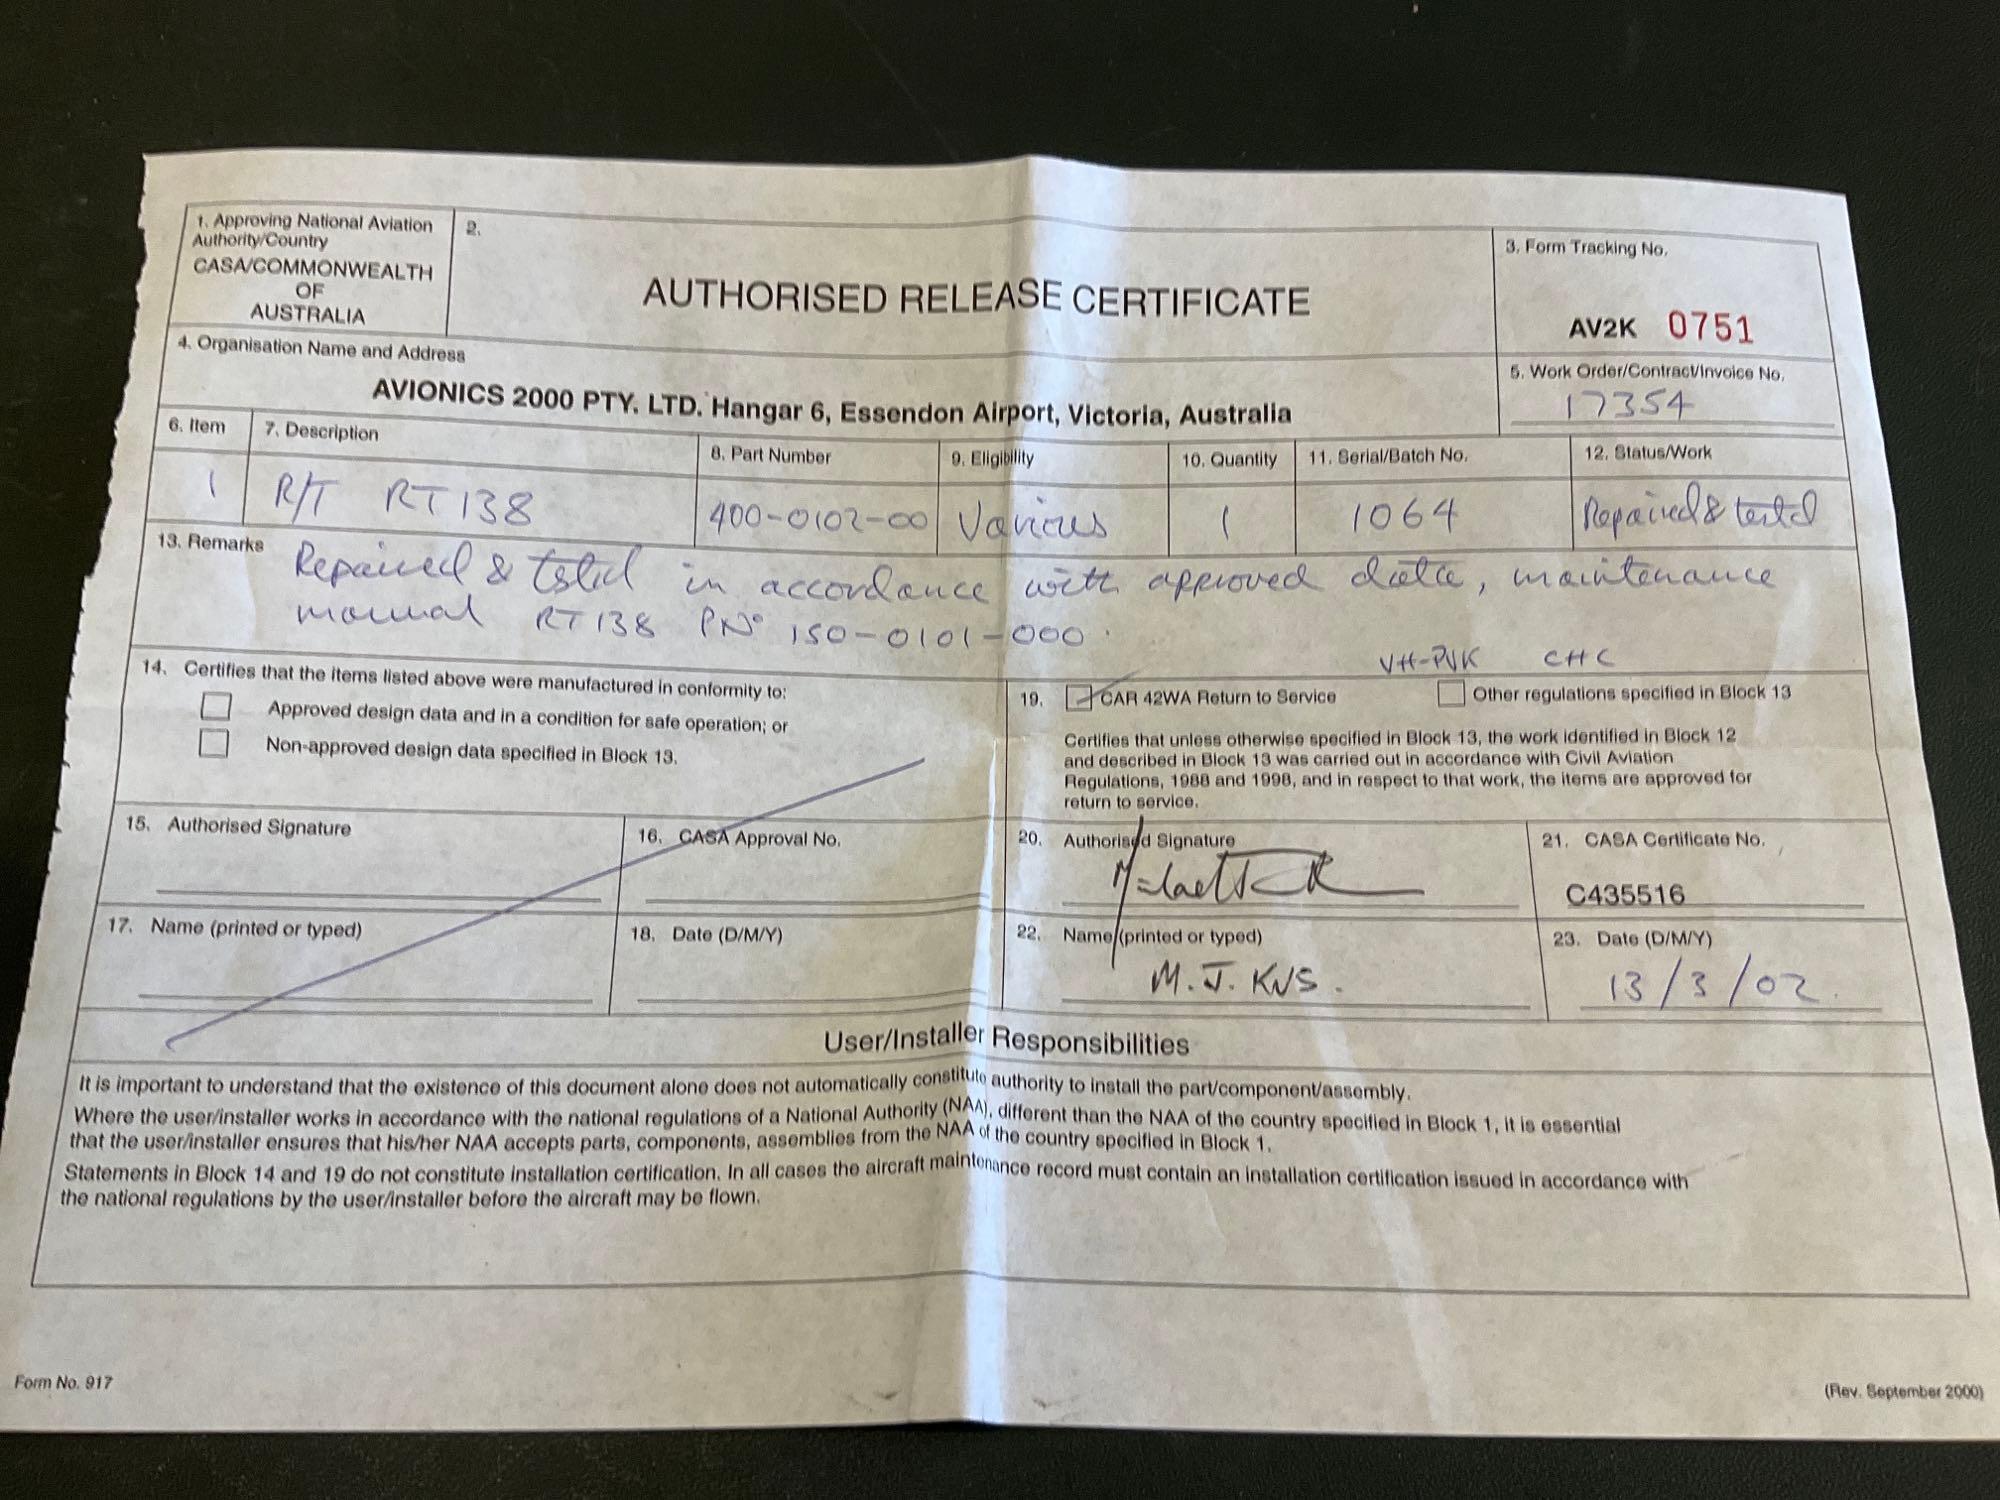 1. Approving National Aviation
Authority/Country
CASA/COMMONWEALTH
OF
AUSTRALIA
2.
AUTHORISED RELEASE CERTIFICATE
3. Form Tracking No.
AV2K 0751
4. Organisation Name and Address
AVIONICS 2000 PTY. LTD. Hangar 6, Essendon Airport, Victoria, Australia
5. Work Order/Contract/Invoice No.
17354
6. Item
7. Description
8. Part Number
9. Eligibility
10. Quantity
11. Serial/Batch No.
12. Status/Work
1
R/T RT138
400-0102-00
Various
1
1064
Repaired & tested
13. Remarks
Repaired & tested in accordance with approved data, maintenance
manual RT138 PNo 150-0101-000.
VH-PVK CHC
14. Certifies that the items listed above were manufactured in conformity to:
Approved design data and in a condition for safe operation; or
Non-approved design data specified in Block 13.
19. CAR 42WA Return to Service
Other regulations specified in Block 13
Certifies that unless otherwise specified in Block 13, the work identified in Block 12
and described in Block 13 was carried out in accordance with Civil Aviation
Regulations, 1988 and 1998, and in respect to that work, the items are approved for
return to service.
15. Authorised Signature
16. CASA Approval No.
20. Authorised Signature
21. CASA Certificate No.
C435516
17. Name (printed or typed)
18. Date (D/M/Y)
22. Name (printed or typed)
M. J.
23. Date (D/M/Y)
13/3/02.
User/Installer Responsibilities
It is important to understand that the existence of this document alone does not automatically constitute authority to install the part/component/assembly.
Where the user/installer works in accordance with the national regulations of a National Authority (NAA), different than the NAA of the country specified in Block 1, it is essential
that the user/installer ensures that his/her NAA accepts parts, components, assemblies from the NAA of the country specified in Block 1.
Statements in Block 14 and 19 do not constitute installation certification. In all cases the aircraft maintenance record must contain an installation certification issued in accordance with
the national regulations by the user/installer before the aircraft may be flown.
Form No. 917
(Rev. September 2000)